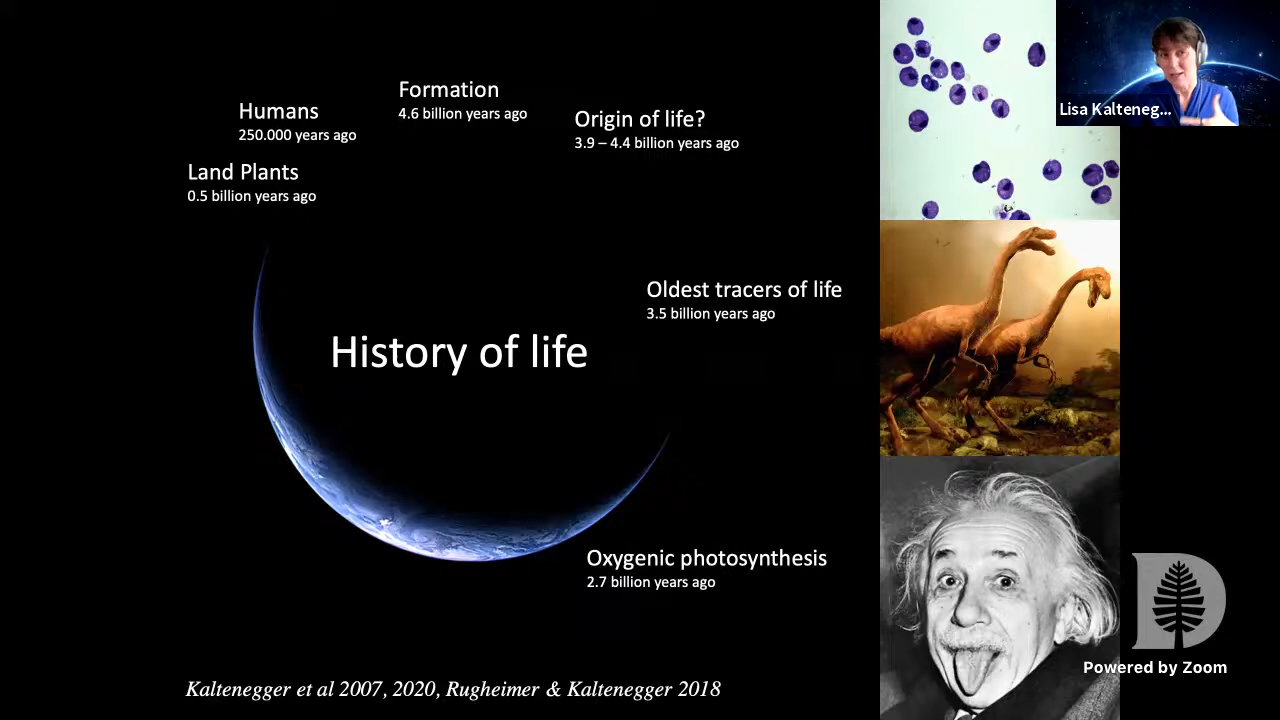 Formation
4.6 billion years ago
Humans
250.000 years ago
Origin of life?
3.9 – 4.4 billion years ago
Land Plants
0.5 billion years ago
Oldest tracers of life
3.5 billion years ago
History of life
Oxygenic photosynthesis
2.7 billion years ago
Kaltenegger et al 2007, 2020, Rugheimer & Kaltenegger 2018
Lisa Kalteneg...
D
Powered by Zoom